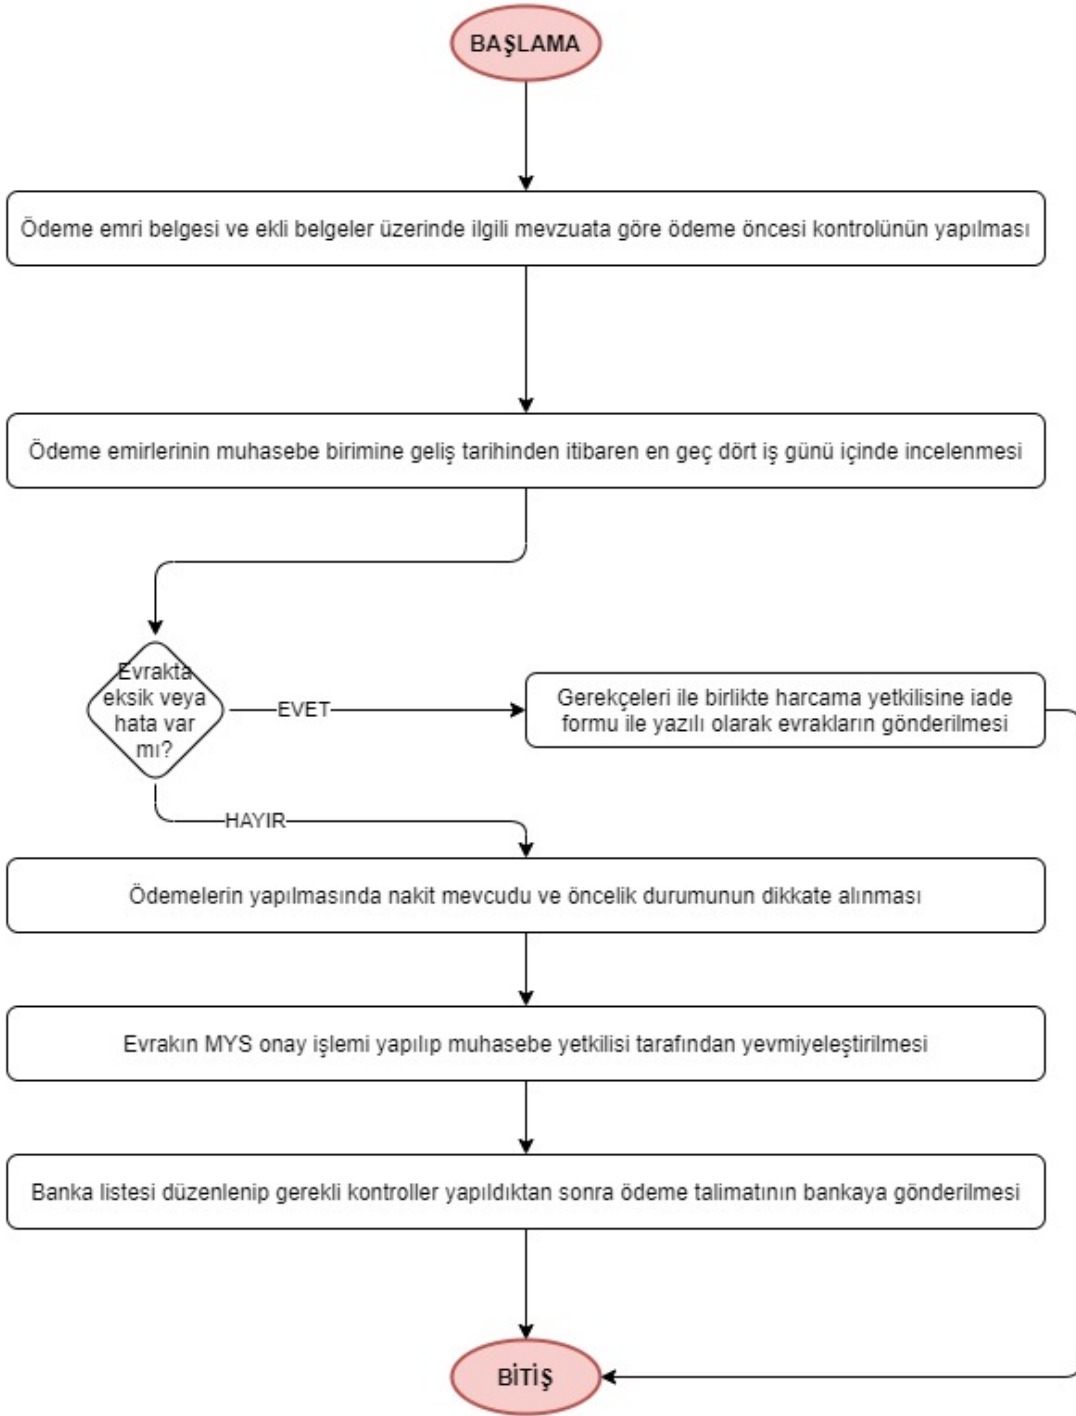 BAŞLAMA
Ödeme emri belgesi ve ekli belgeler üzerinde ilgili mevzuata göre ödeme öncesi kontrolünün yapılması
Ödeme emirlerinin muhasebe birimine geliş tarihinden itibaren en geç dört iş günü içinde incelenmesi
Evrakta
eksik veya
hata var
mı?
EVET
Gerekçeleri ile birlikte harcama yetkilisine iade
formu ile yazılı olarak evrakların gönderilmesi
HAYIR
Ödemelerin yapılmasında nakit mevcudu ve öncelik durumunun dikkate alınması
Evrakın MYS onay işlemi yapılıp muhasebe yetkilisi tarafından yevmiyeleştirilmesi
Banka listesi düzenlenip gerekli kontroller yapıldıktan sonra ödeme talimatının bankaya gönderilmesi
BİTİŞ